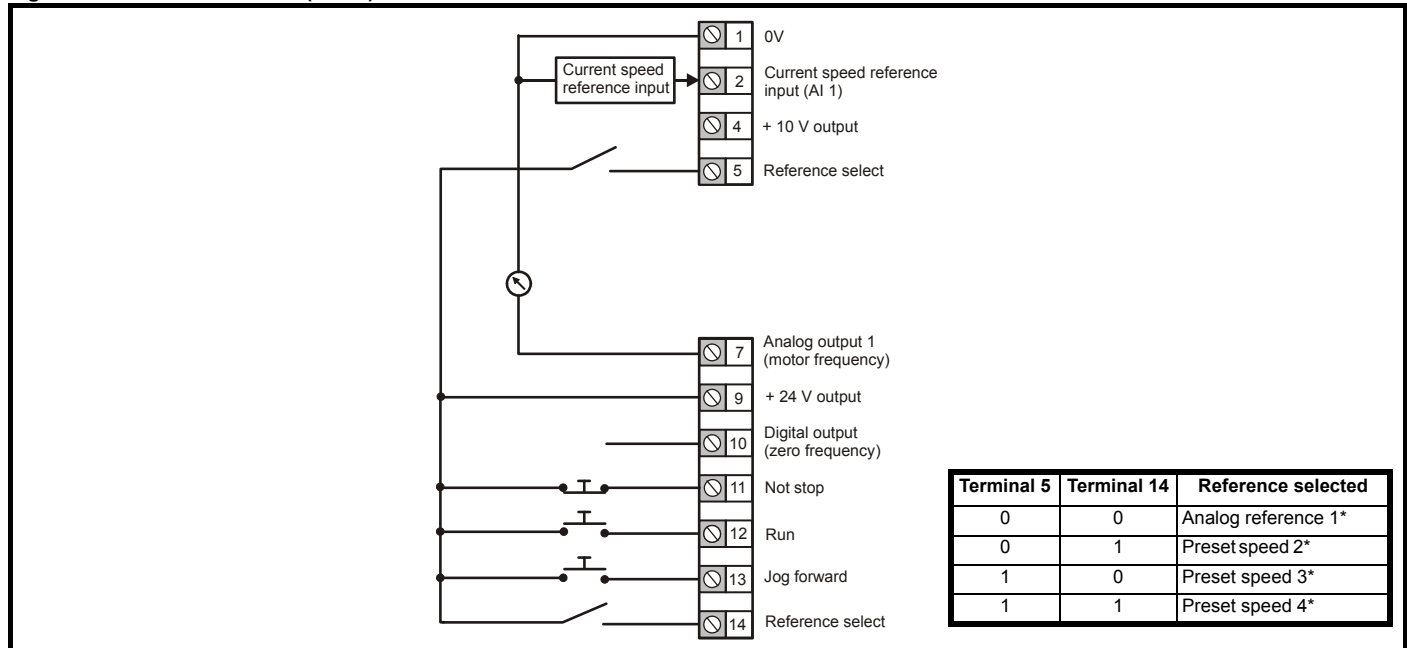 1 0V
Current speed
reference input
2 Current speed reference
input (AI 1)
4 + 10 V output
5 Reference select
7 Analog output 1
(motor frequency)
9 + 24 V output
10 Digital output
(zero frequency)
11 Not stop
12 Run
13 Jog forward
14 Reference select
Terminal 5 Terminal 14 Reference selected
0 0 Analog reference 1*
0 1 Preset speed 2*
1 0 Preset speed 3*
1 1 Preset speed 4*